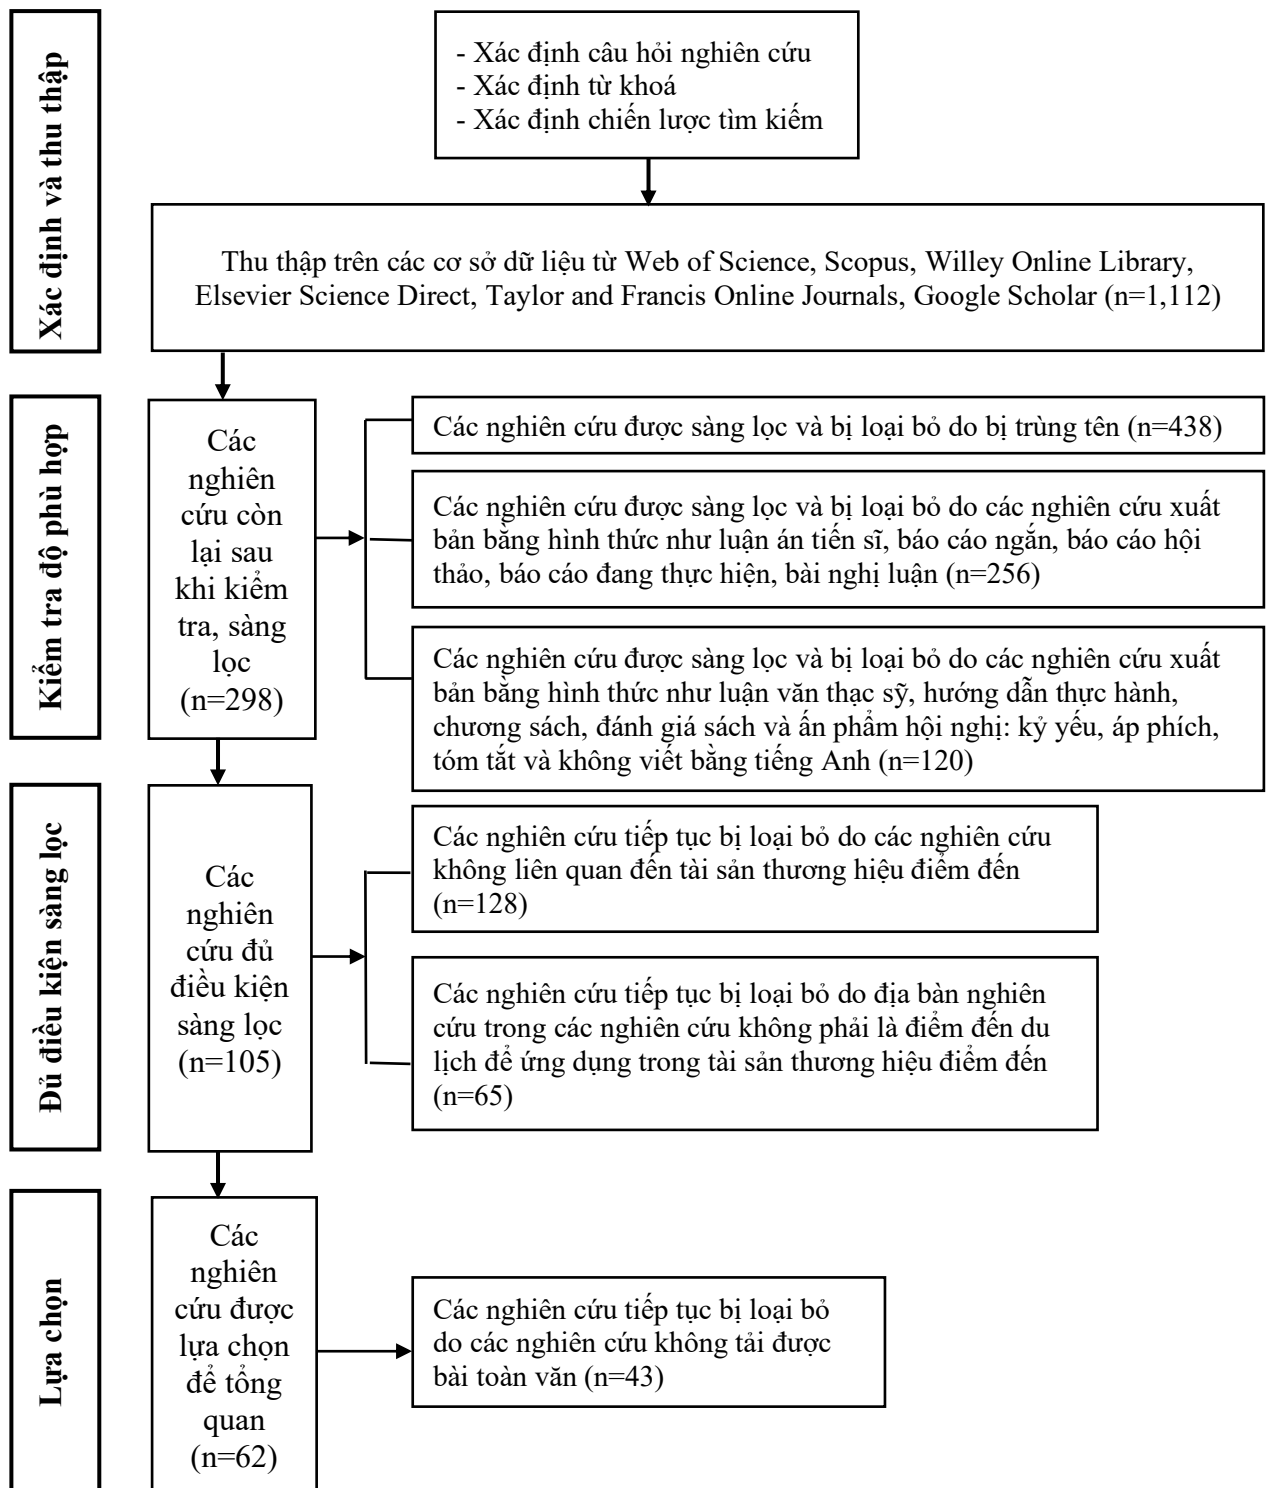 Xác định và thu thập
- Xác định câu hỏi nghiên cứu
- Xác định từ khoá
- Xác định chiến lược tìm kiếm
Thu thập trên các cơ sở dữ liệu từ Web of Science, Scopus, Willey Online Library,
Elsevier Science Direct, Taylor and Francis Online Journals, Google Scholar (n=1,112)
Kiểm tra độ phù hợp
Các
nghiên
cứu còn
lại sau
khi kiểm
tra, sàng
lọc
(n=298)
Các nghiên cứu được sàng lọc và bị loại bỏ do bị trùng tên (n=438)
Các nghiên cứu được sàng lọc và bị loại bỏ do các nghiên cứu xuất
bản bằng hình thức như luận án tiến sĩ, báo cáo ngắn, báo cáo hội
thảo, báo cáo đang thực hiện, bài nghị luận (n=256)
Các nghiên cứu được sàng lọc và bị loại bỏ do các nghiên cứu xuất
bản bằng hình thức như luận văn thạc sỹ, hướng dẫn thực hành,
chương sách, đánh giá sách và ấn phẩm hội nghị: kỷ yếu, áp phích,
tóm tắt và không viết bằng tiếng Anh (n=120)
Đủ điều kiện sàng lọc
Các
nghiên
cứu đủ
điều kiện
sàng lọc
(n=105)
Các nghiên cứu tiếp tục bị loại bỏ do các nghiên cứu
không liên quan đến tài sản thương hiệu điểm đến
(n=128)
Các nghiên cứu tiếp tục bị loại bỏ do địa bàn nghiên
cứu trong các nghiên cứu không phải là điểm đến du
lịch để ứng dụng trong tài sản thương hiệu điểm đến
(n=65)
Lựa chọn
Các
nghiên
cứu được
lựa chọn
để tổng
quan
(n=62)
Các nghiên cứu tiếp tục bị loại bỏ
do các nghiên cứu không tải được
bài toàn văn (n=43)